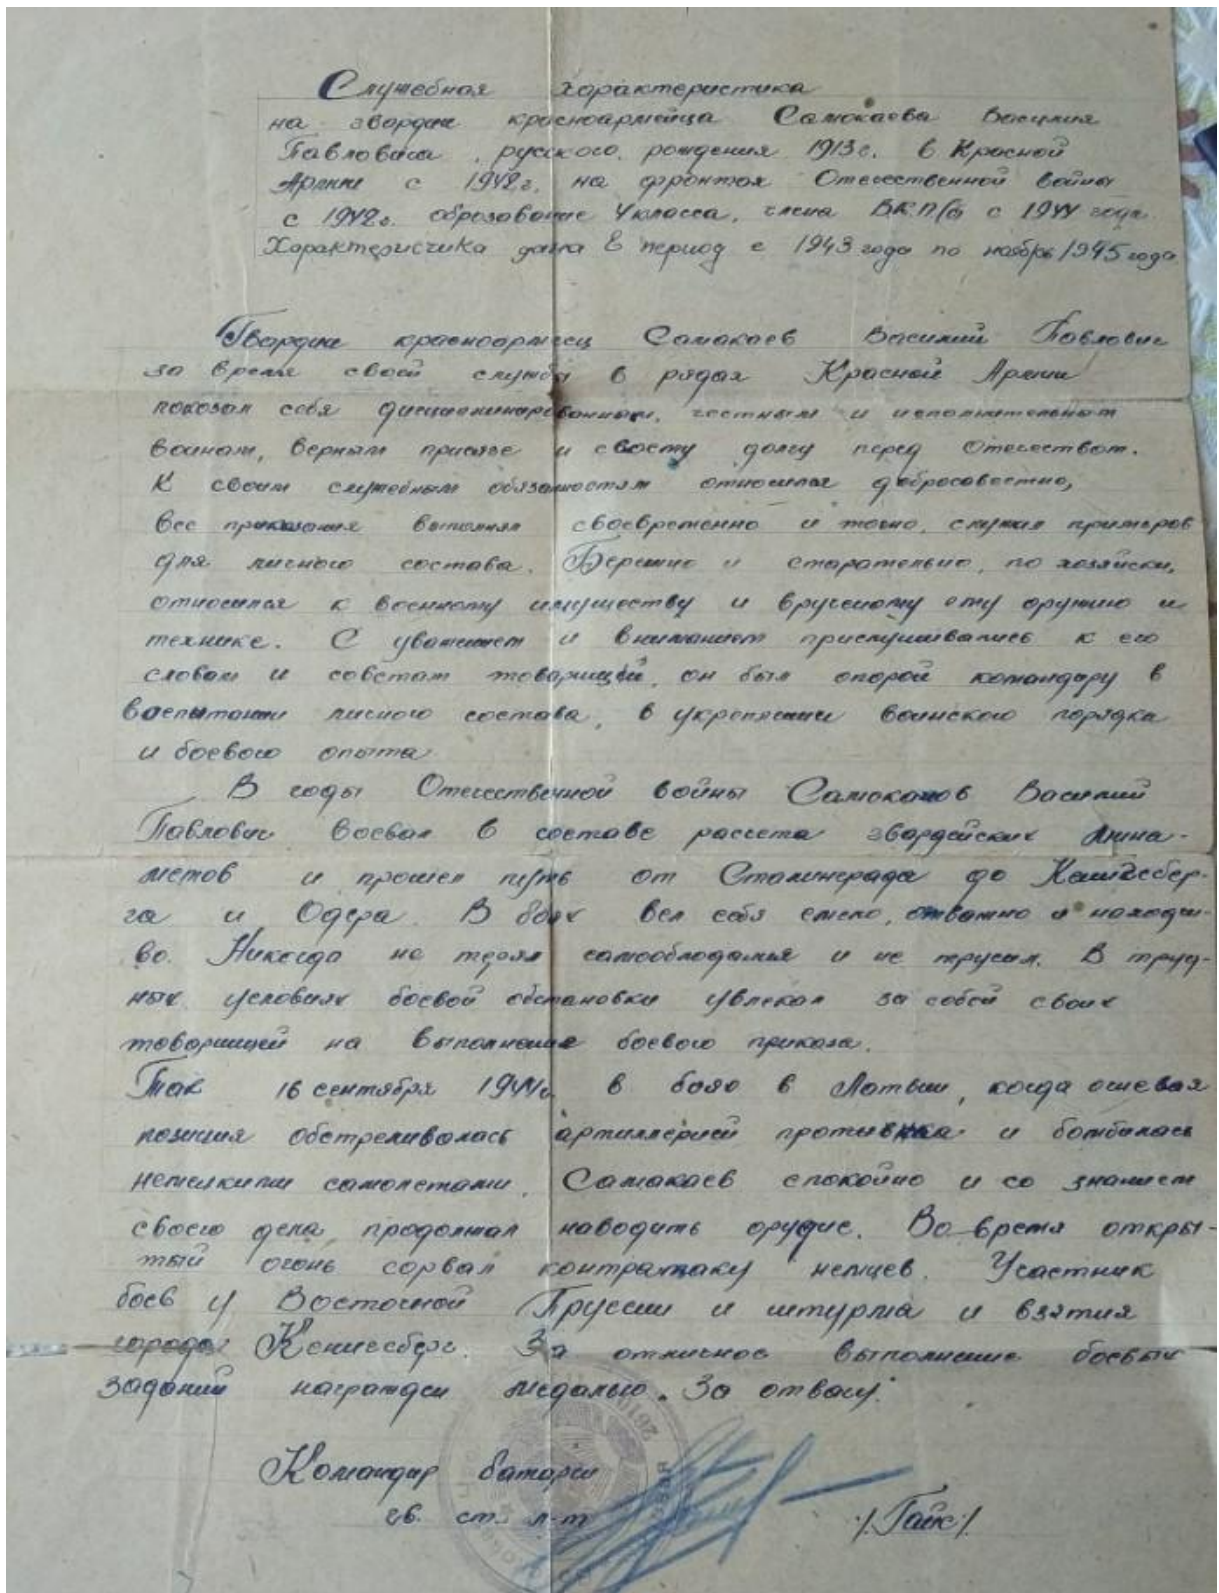 Служебная характеристика
на гвардии красноармейца Самокаева Василия
Павловича, русского, рождения 1913г. в Красной
Армии с 1942г. на фронтах Отечественной войны
с 1942г. образование 4 класса, члена ВКП/б с 1944 года.
Характеристика дана в период с 1943 года по ноябрь 1945 года
Гвардии красноармеец Самакаев Василий Павлович
за время своей службы в рядах Красной Армии
показал себя дисциплинированным, честным и исполнительным
воином, верным присяге и своему долгу перед Отечеством.
К своим служебным обязанностям относился добросовестно,
все приказания выполнял своевременно и точно, служил примеров
для личного состава. Бережно и старательно, по хозяйски,
относился к военному имуществу и врученному ему оружию и
технике. С уважением и вниманием прислушивались к его
словам и советам товарищей, он был опорой командиру в
воспитании личного состава, в укреплении воинского порядка
и боевого опыта
В годы Отечественной войны Василий
Павлович воевал в составе рассета гвардейских мина-
метов и прошел путь от Сталинграда до
га и Одера. В боях вел себя смело, отважно и находчи-
во. Никогда не терял самообладания и не трусил. В труд-
ных условиях боевой обстановки увлекал за собой своих
товарищей на выполнение боевого приказа.
Так 16 сентября 1944г. в бою в Латвии, когда огневая
позиция обстреливалась артиллерией противника и бомбилась
немецкими самолетами, Самакаев спокойно и со знанием
своего дела продолжал наводить орудие. Во-время откры-
тый огонь сорвал контратаку немцев. Участник
боев у Восточной Пруссии и штурма и взятия
города Кенигсберг. За отличное выполнение боевых
заданий награжден медалью „За отвагу".
Командир батареи
гв. ст. л-т /Гайс/